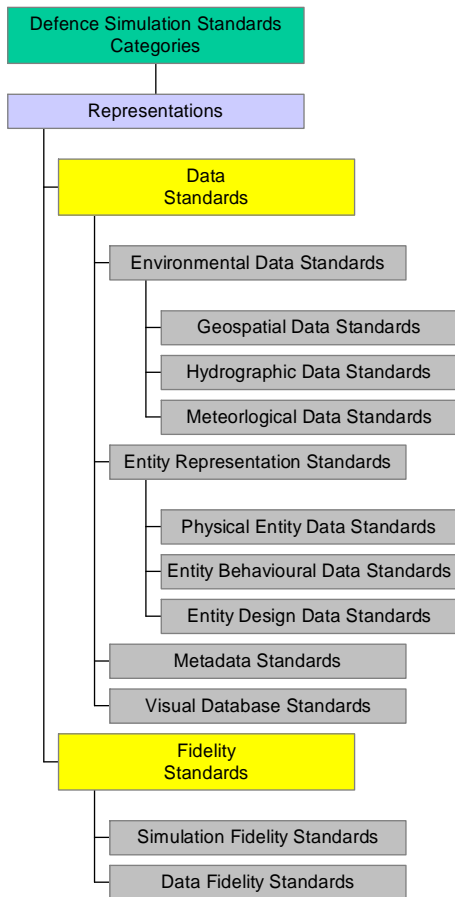 Defence Simulation Standards
Categories
Representations
Data
Standards
Environmental Data Standards
Geospatial Data Standards
Hydrographic Data Standards
Meteorlogical Data Standards
Entity Representation Standards
Physical Entity Data Standards
Entity Behavioural Data Standards
Entity Design Data Standards
Metadata Standards
Visual Database Standards
Fidelity
Standards
Simulation Fidelity Standards
Data Fidelity Standards